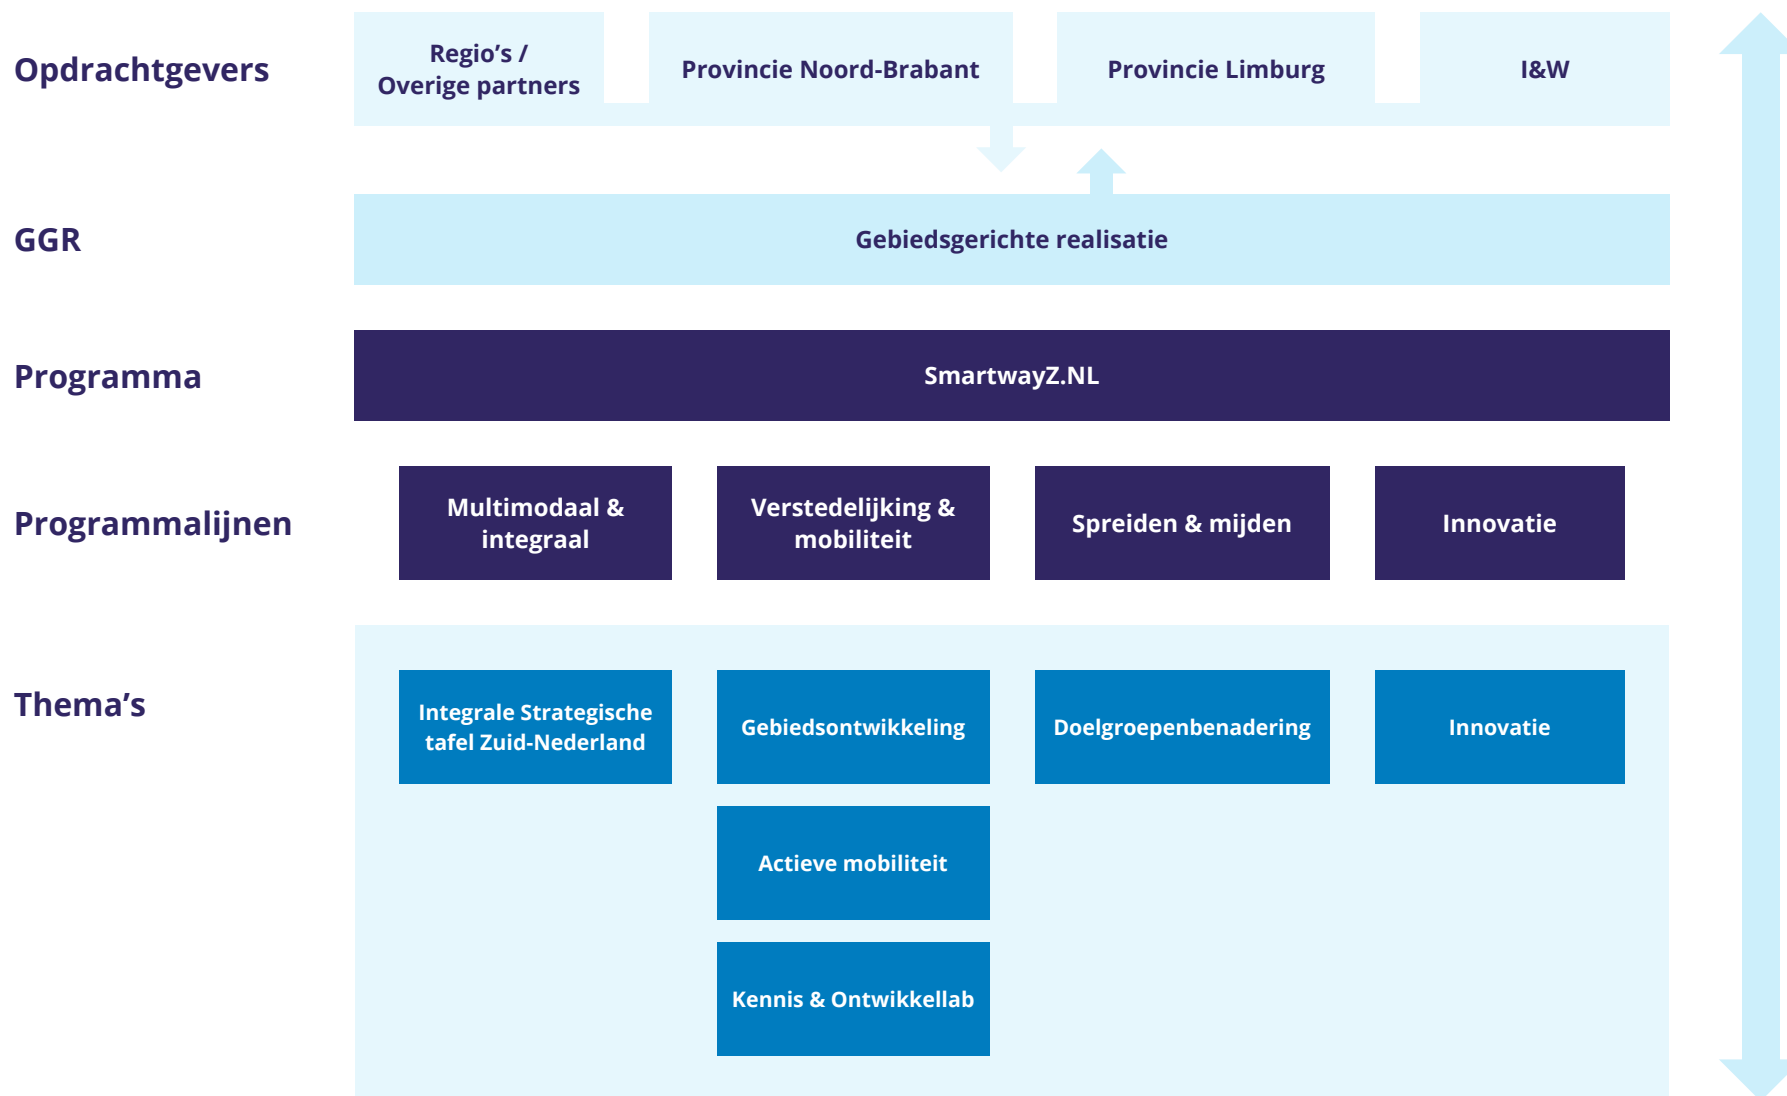 Opdrachtgevers
Regio’s /
Overige partners
Provincie Noord-Brabant
Provincie Limburg
I&W
GGR
Gebiedsgerichte realisatie
Programma
SmartwayZ.NL
Programmalijnen
Multimodaal &
integraal
Verstedelijking &
mobiliteit
Spreiden & mijden
Innovatie
Thema’s
Integrale Strategische
tafel Zuid-Nederland
Gebiedsontwikkeling
Doelgroepenbenadering
Innovatie
Actieve mobiliteit
Kennis & Ontwikkellab